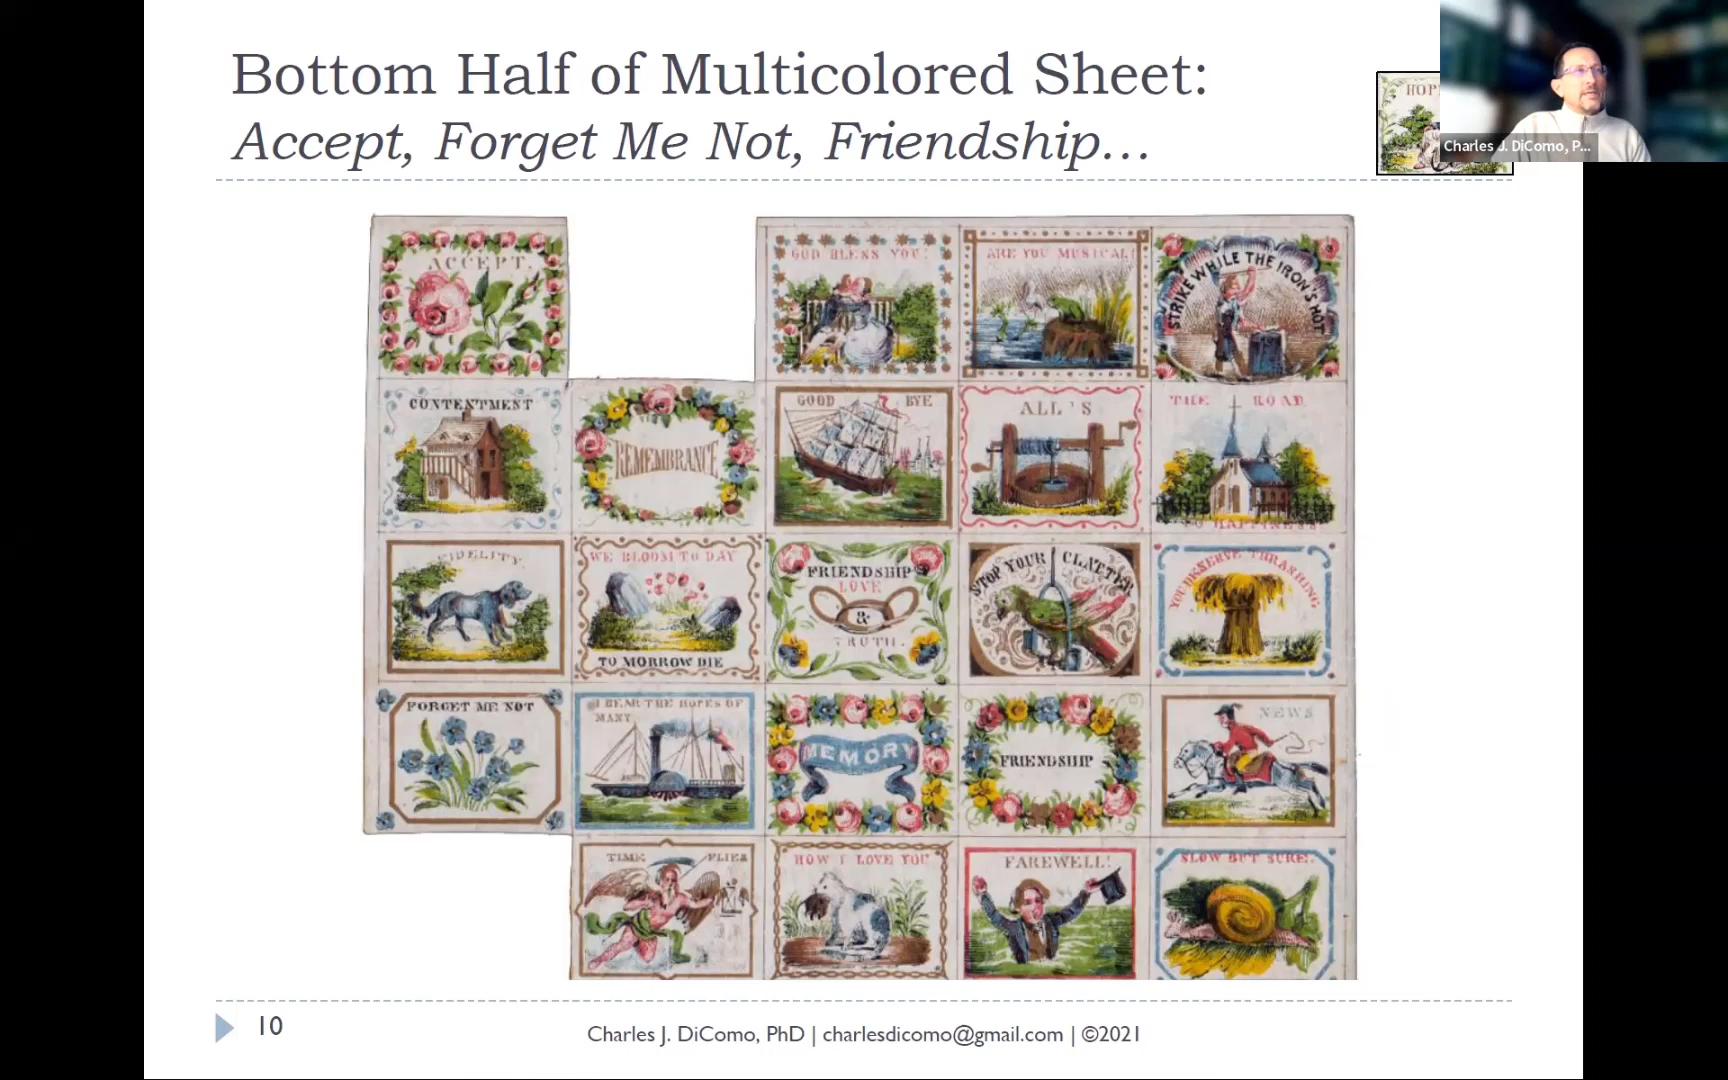 Bottom Half of Multicolored Sheet:
Accept, Forget Me Not, Friendship...
HOP
Charles J. DiComo, P...
ACCEPT.
GOD BLESS YOU!
ARE YOU MUSICAL!
STRIKE WHILE THE IRON'S HOT
CONTENTMENT
REMEMBRANCE
GOOD BYE
ALL'S
THE ROAD
TO HAPPINESS
FIDELITY.
WE BLOOM TO DAY
TO MORROW DIE
FRIENDSHIP
LOVE
&
TRUTH.
STOP YOUR CLATTER
YOU DESERVE THRASHING
FORGET ME NOT
I BEAR THE HOPES OF
MANY
MEMORY
FRIENDSHIP
NEWS
TIME FLIES
HOW I LOVE YOU
FAREWELL!
SLOW BUT SURE.
10
Charles J. DiComo, PhD | charlesdicomo@gmail.com | ©2021